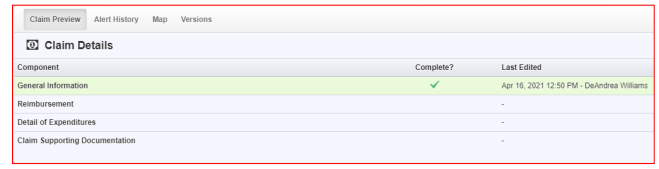 Claim Preview Alert History Map Versions
Claim Details
Component Complete? Last Edited
General Information Apr 16, 2021 12:50 PM - DeAndrea Williams
Reimbursement -
Detail of Expenditures -
Claim Supporting Documentation -